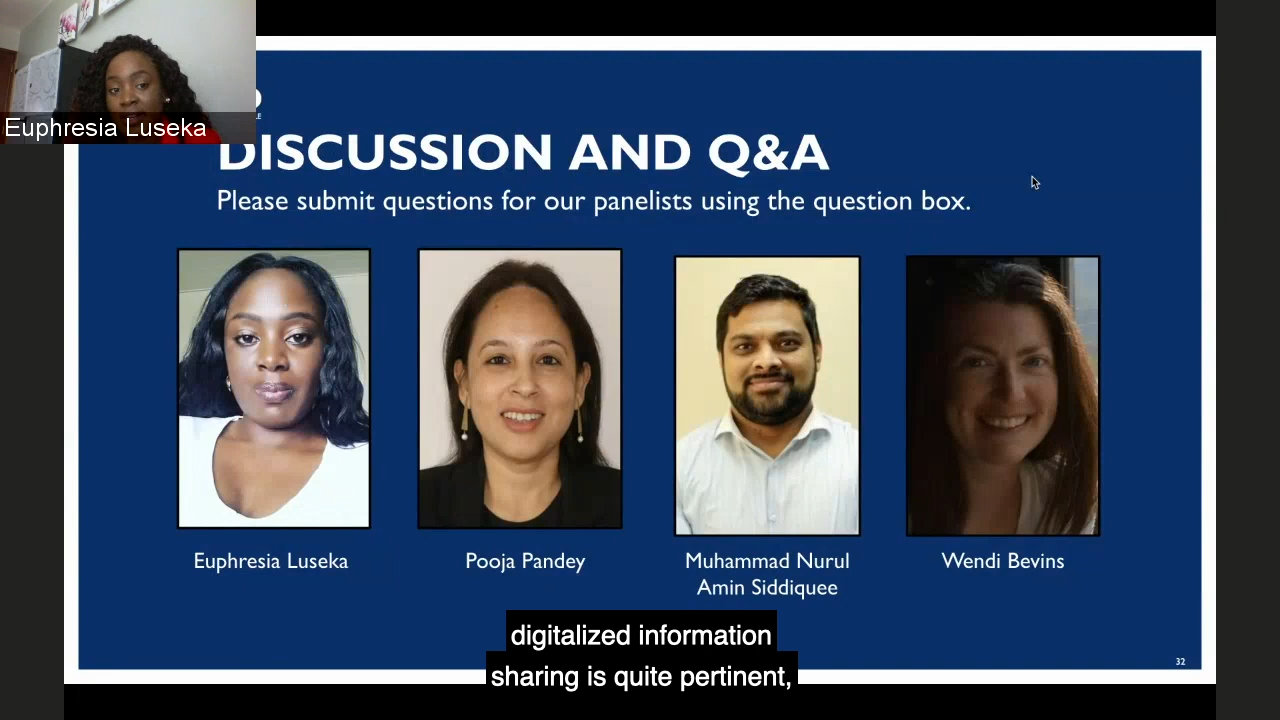 Euphresia Luseka
DISCUSSION AND Q&A
Please submit questions for our panelists using the question box.
Euphresia Luseka
Pooja Pandey
Muhammad Nurul
Amin Siddiquee
Wendi Bevins
digitalized information
sharing is quite pertinent,
32